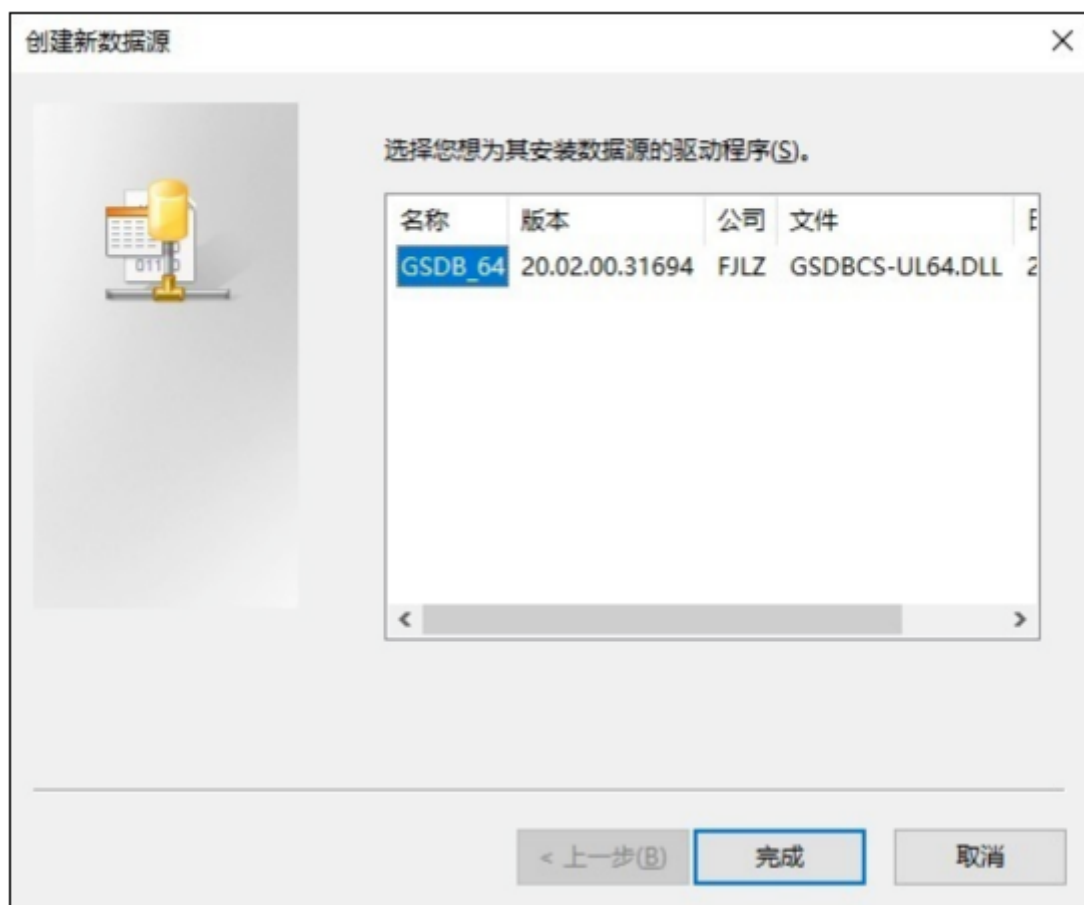 创建新数据源
选择您想为其安装数据源的驱动程序(S)。
名称 版本 公司 文件
GSDB_64 20.02.00.31694 FJLZ GSDBCS-UL64.DLL 2
< 上一步(B) 完成 取消